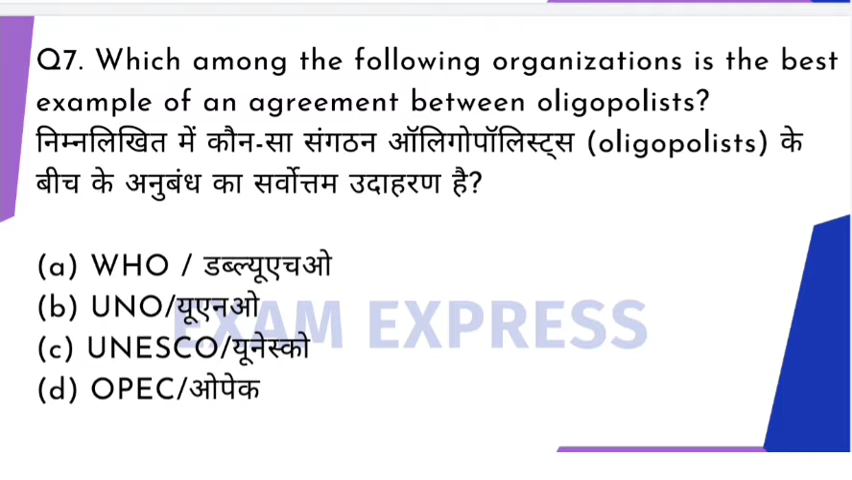 Q7. Which among the following organizations is the best
example of an agreement between oligopolists?
निम्नलिखित में कौन-सा संगठन ऑलिगोपॉलिस्ट्स (oligopolists) के
बीच के अनुबंध का सर्वोत्तम उदाहरण है?
(a) WHO / डब्ल्यूएचओ
(b) UNO/यूएनओ
(c) UNESCO/यूनेस्को
(d) OPEC/ओपेक
EXAM EXPRESS